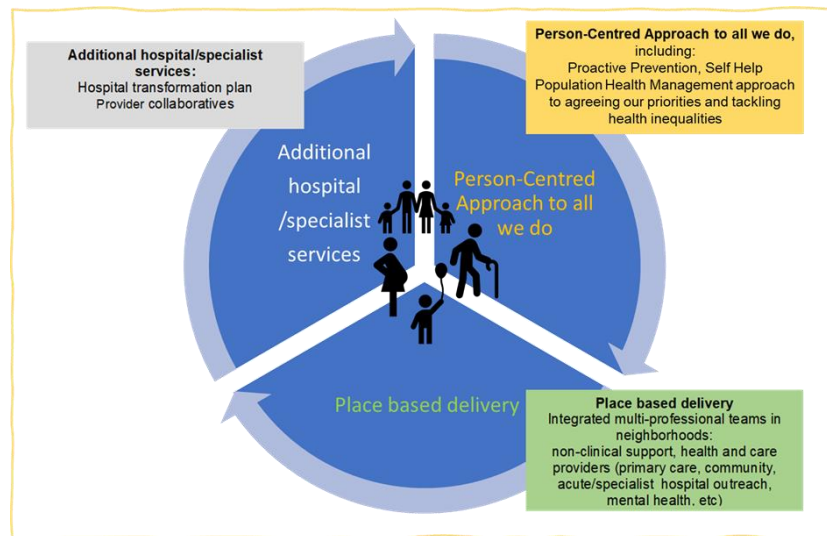 Additional hospital/specialist
services:
Hospital transformation plan
Provider collaboratives
Person-Centred Approach to all we do,
including:
Proactive Prevention, Self Help
Population Health Management approach
to agreeing our priorities and tackling
health inequalities
Additional
hospital
/specialist
services
Person-Centred
Approach to all
we do
Place based delivery
Place based delivery
Integrated multi-professional teams in
neighborhoods:
non-clinical support, health and care
providers (primary care, community,
acute/specialist hospital outreach,
mental health, etc)